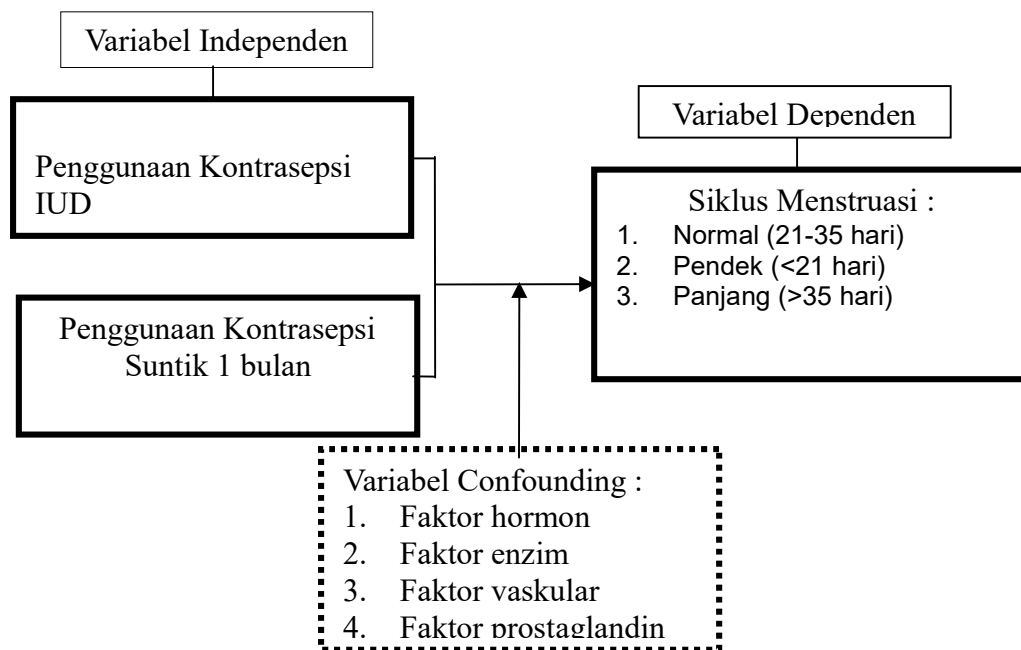 Variabel Independen
Penggunaan Kontrasepsi
IUD
Penggunaan Kontrasepsi
Suntik 1 bulan
Variabel Dependen
Siklus Menstruasi :
1. Normal (21-35 hari)
2. Pendek (<21 hari)
3. Panjang (>35 hari)
Variabel Confounding :
1. Faktor hormon
2. Faktor enzim
3. Faktor vaskular
4. Faktor prostaglandin